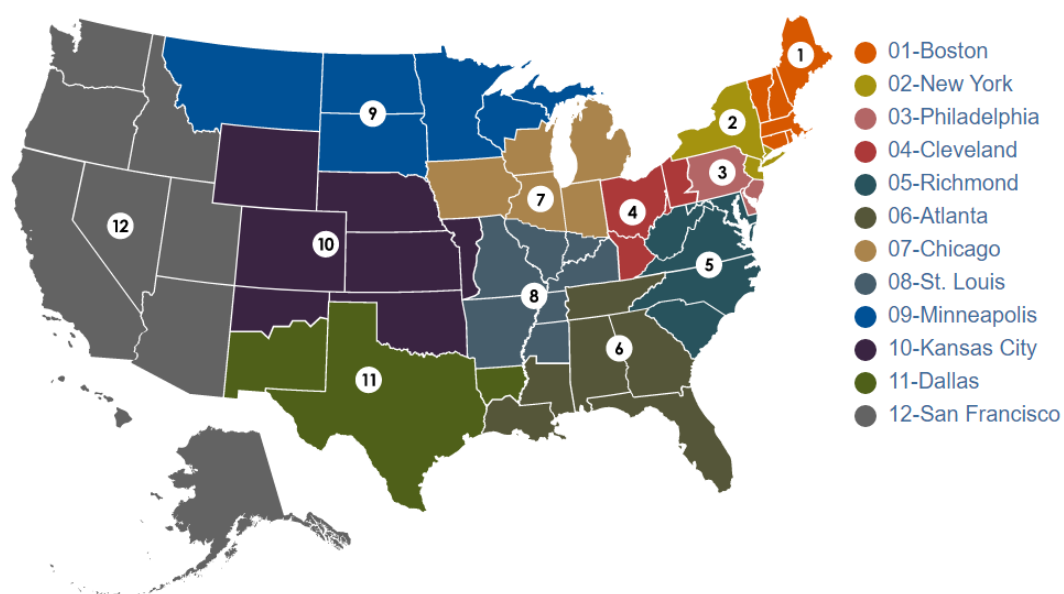 1
01-Boston
02-New York
03-Philadelphia
04-Cleveland
05-Richmond
06-Atlanta
07-Chicago
08-St. Louis
09-Minneapolis
10-Kansas City
11-Dallas
12-San Francisco
9
2
3
7
4
12
10
5
8
6
11